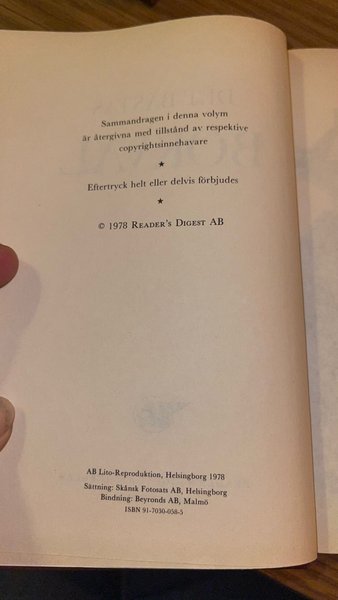 Sammandragen i denna volym
är återgivna med tillstånd av respektive
copyrightsinnehavare
★
Eftertryck helt eller delvis förbjudes
★
© 1978 READER'S DIGEST AB
AB Lito-Reproduktion, Helsingborg 1978
Sättning: Skånsk Fotosats AB, Helsingborg
Bindning: Beyronds AB, Malmö
ISBN 91-7030-058-5